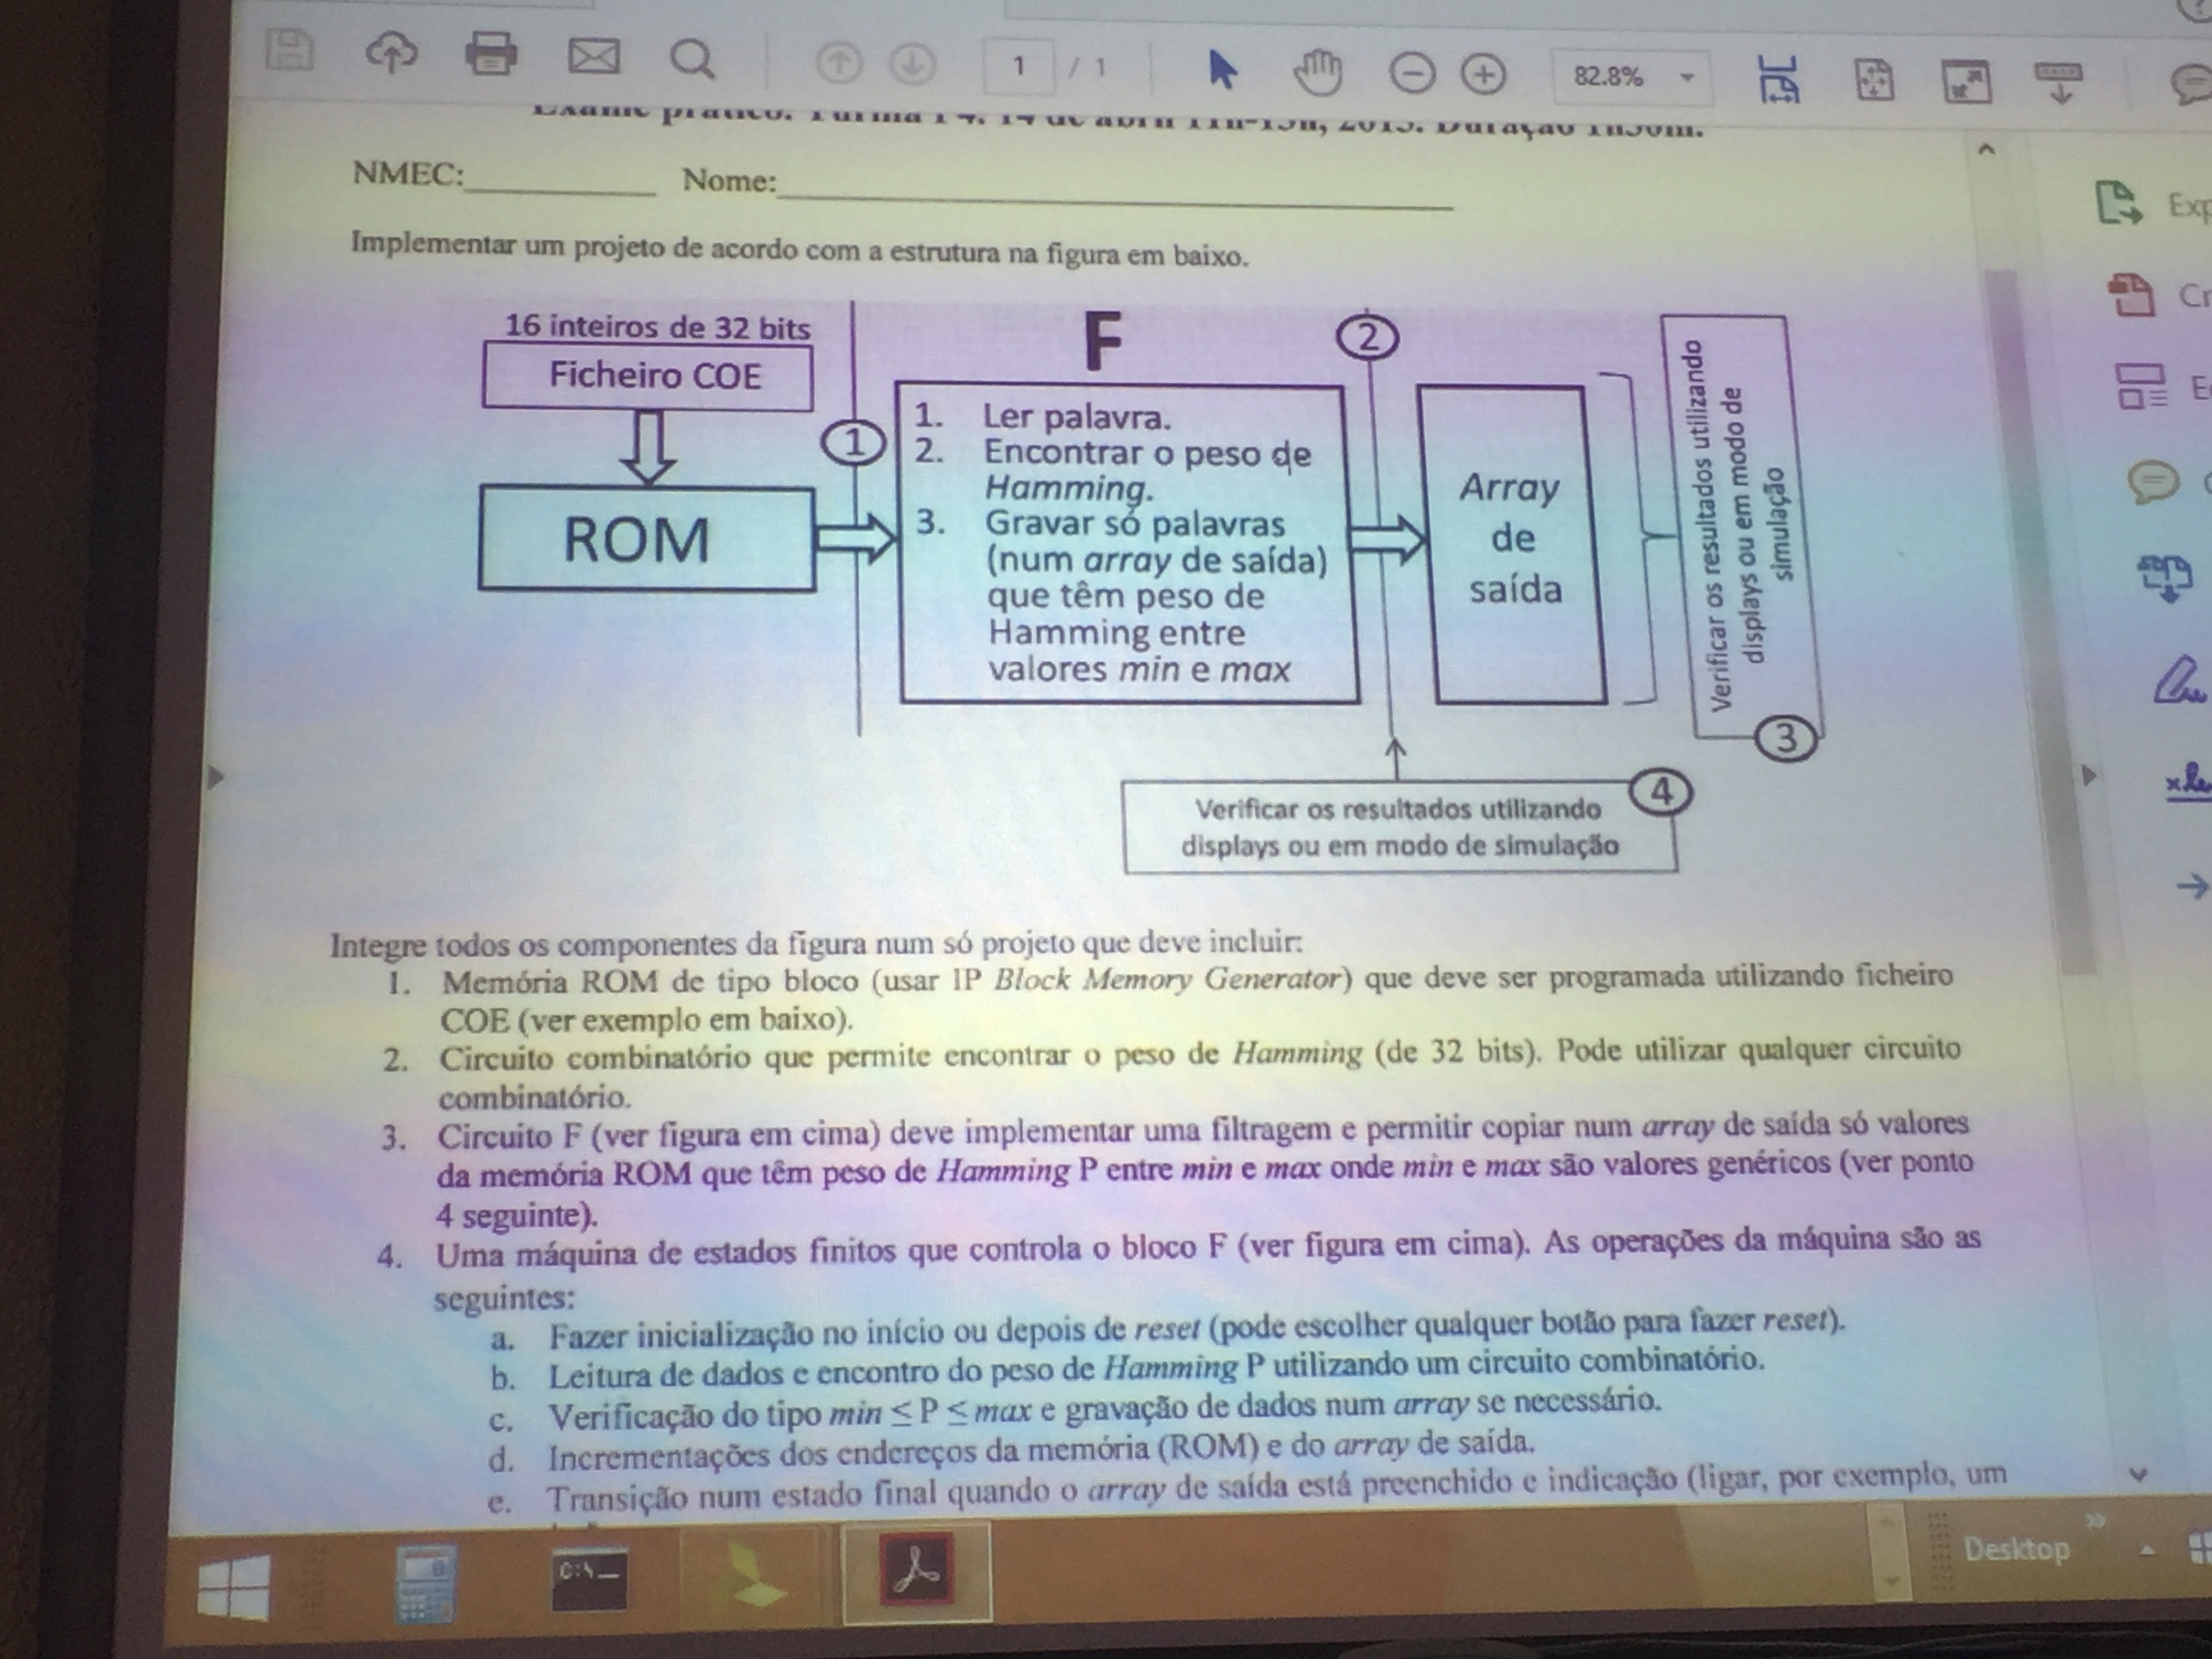 1 / 1
82.8%
Exame prático. Turma P4. 14 de abril 11h-13h, 2015. Duração 1h30m.
NMEC: Nome:
Implementar um projeto de acordo com a estrutura na figura em baixo.
16 inteiros de 32 bits
Ficheiro COE
ROM
1
F
1. Ler palavra.
2. Encontrar o peso de
Hamming.
3. Gravar só palavras
(num array de saída)
que têm peso de
Hamming entre
valores min e max
2
Array
de
saída
Verificar os resultados utilizando
displays ou em modo de
simulação
3
4
Verificar os resultados utilizando
displays ou em modo de simulação
Integre todos os componentes da figura num só projeto que deve incluir:
1. Memória ROM de tipo bloco (usar IP Block Memory Generator) que deve ser programada utilizando ficheiro
COE (ver exemplo em baixo).
2. Circuito combinatório que permite encontrar o peso de Hamming (de 32 bits). Pode utilizar qualquer circuito
combinatório.
3. Circuito F (ver figura em cima) deve implementar uma filtragem e permitir copiar num array de saída só valores
da memória ROM que têm peso de Hamming P entre min e max onde min e max são valores genéricos (ver ponto
4 seguinte).
4. Uma máquina de estados finitos que controla o bloco F (ver figura em cima). As operações da máquina são as
seguintes:
a. Fazer inicialização no início ou depois de reset (pode escolher qualquer botão para fazer reset).
b. Leitura de dados e encontro do peso de Hamming P utilizando um circuito combinatório.
c. Verificação do tipo min ≤ P ≤ max e gravação de dados num array se necessário.
d. Incrementações dos endereços da memória (ROM) e do array de saída.
e. Transição num estado final quando o array de saída está preenchido e indicação (ligar, por exemplo, um
Exp
Cr
C:\
Desktop